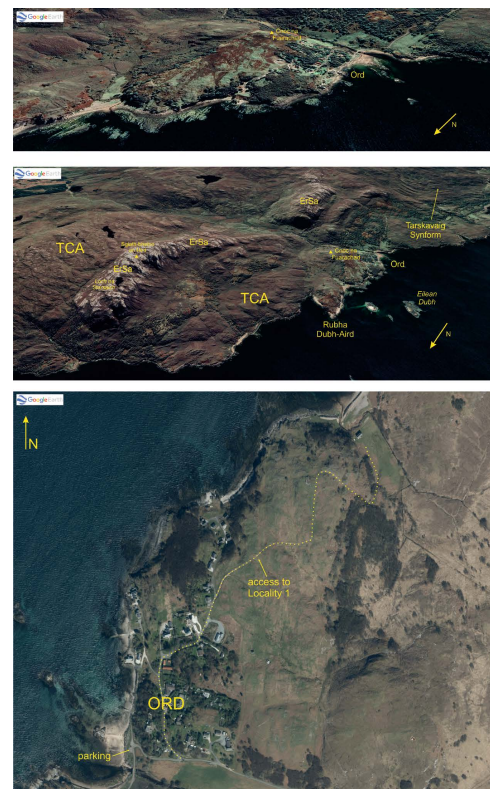 Google Earth
Ord
N
Google Earth
ErSa
Tarskavaig
Synform
TCA
ErSa
ErSa
Ord
TCA
Eilean
Dubh
Rubha
Dubh-Aird
N
Google Earth
N
access to
Locality 1
ORD
parking